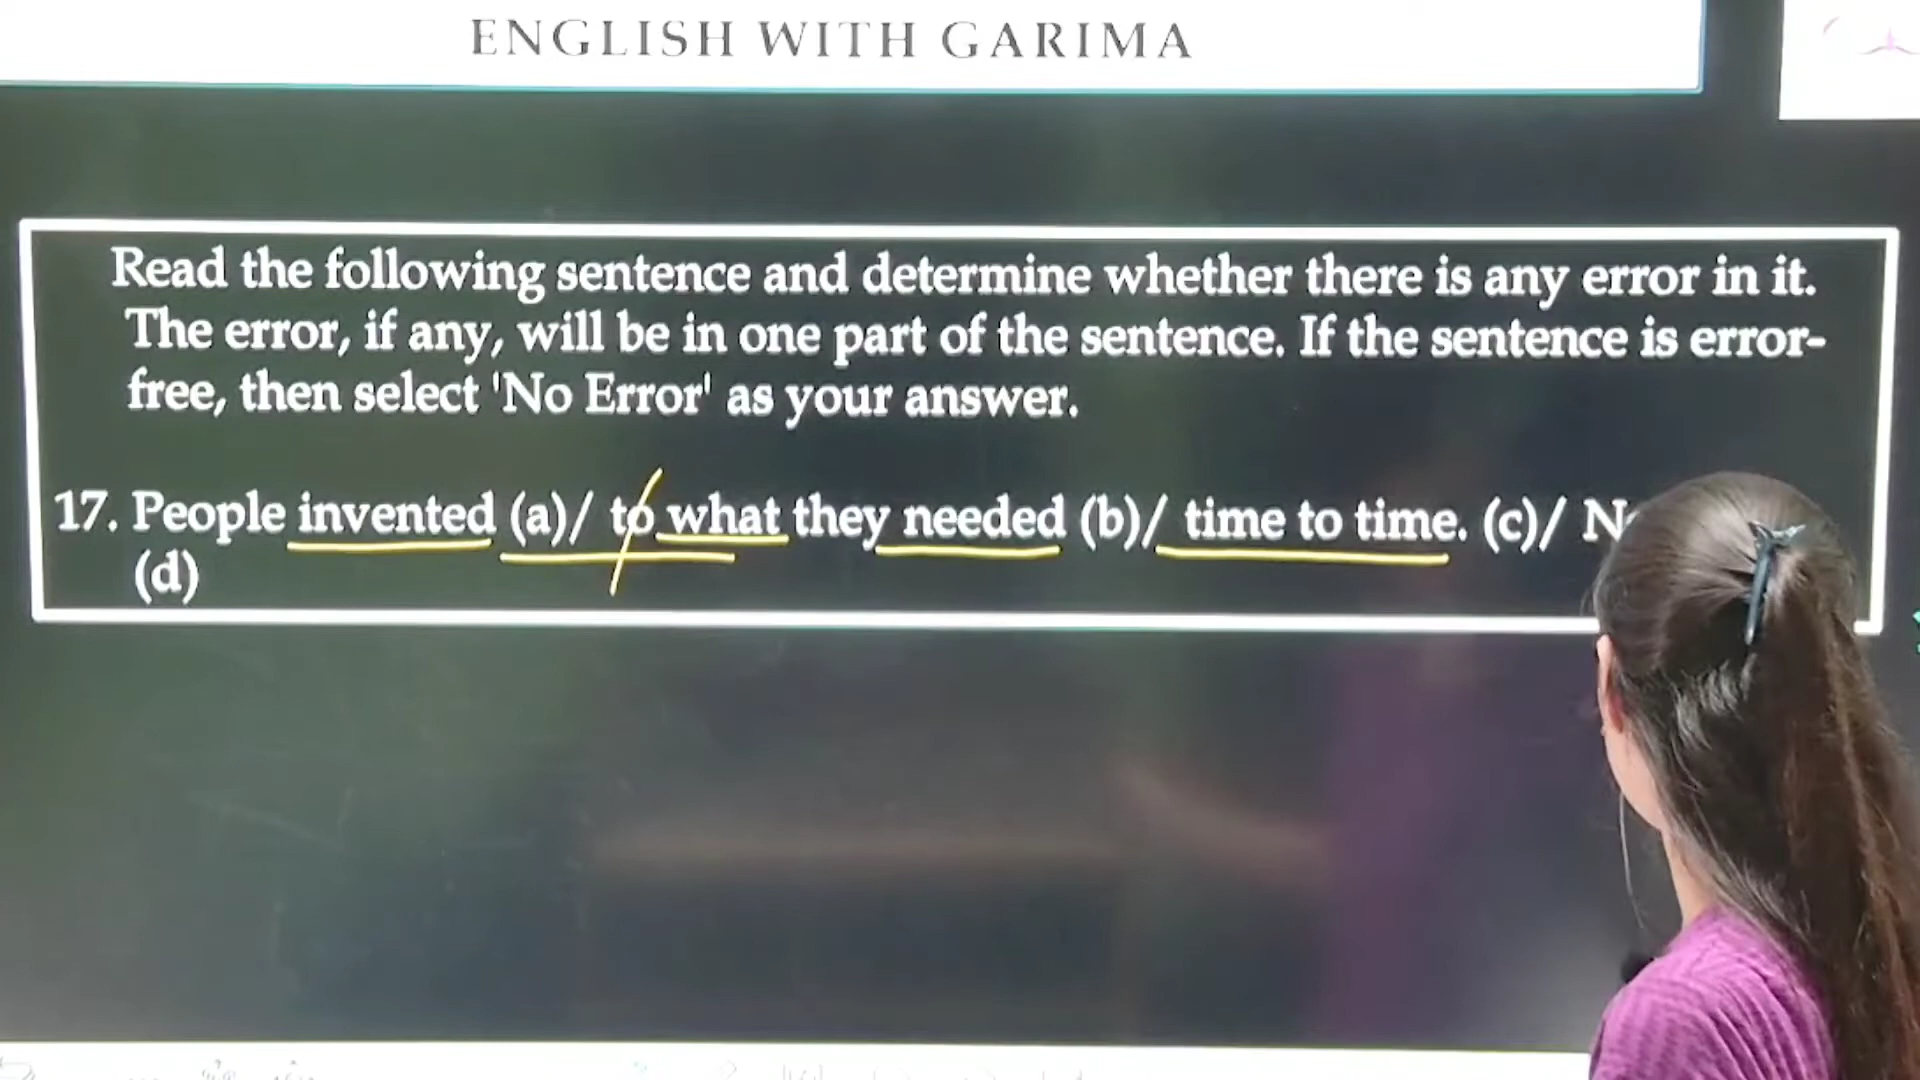 ENGLISH WITH GARIMA
Read the following sentence and determine whether there is any error in it.
The error, if any, will be in one part of the sentence. If the sentence is error-
free, then select 'No Error' as your answer.
17. People invented (a)/ to what they needed (b)/ time to time. (c)/
(d)